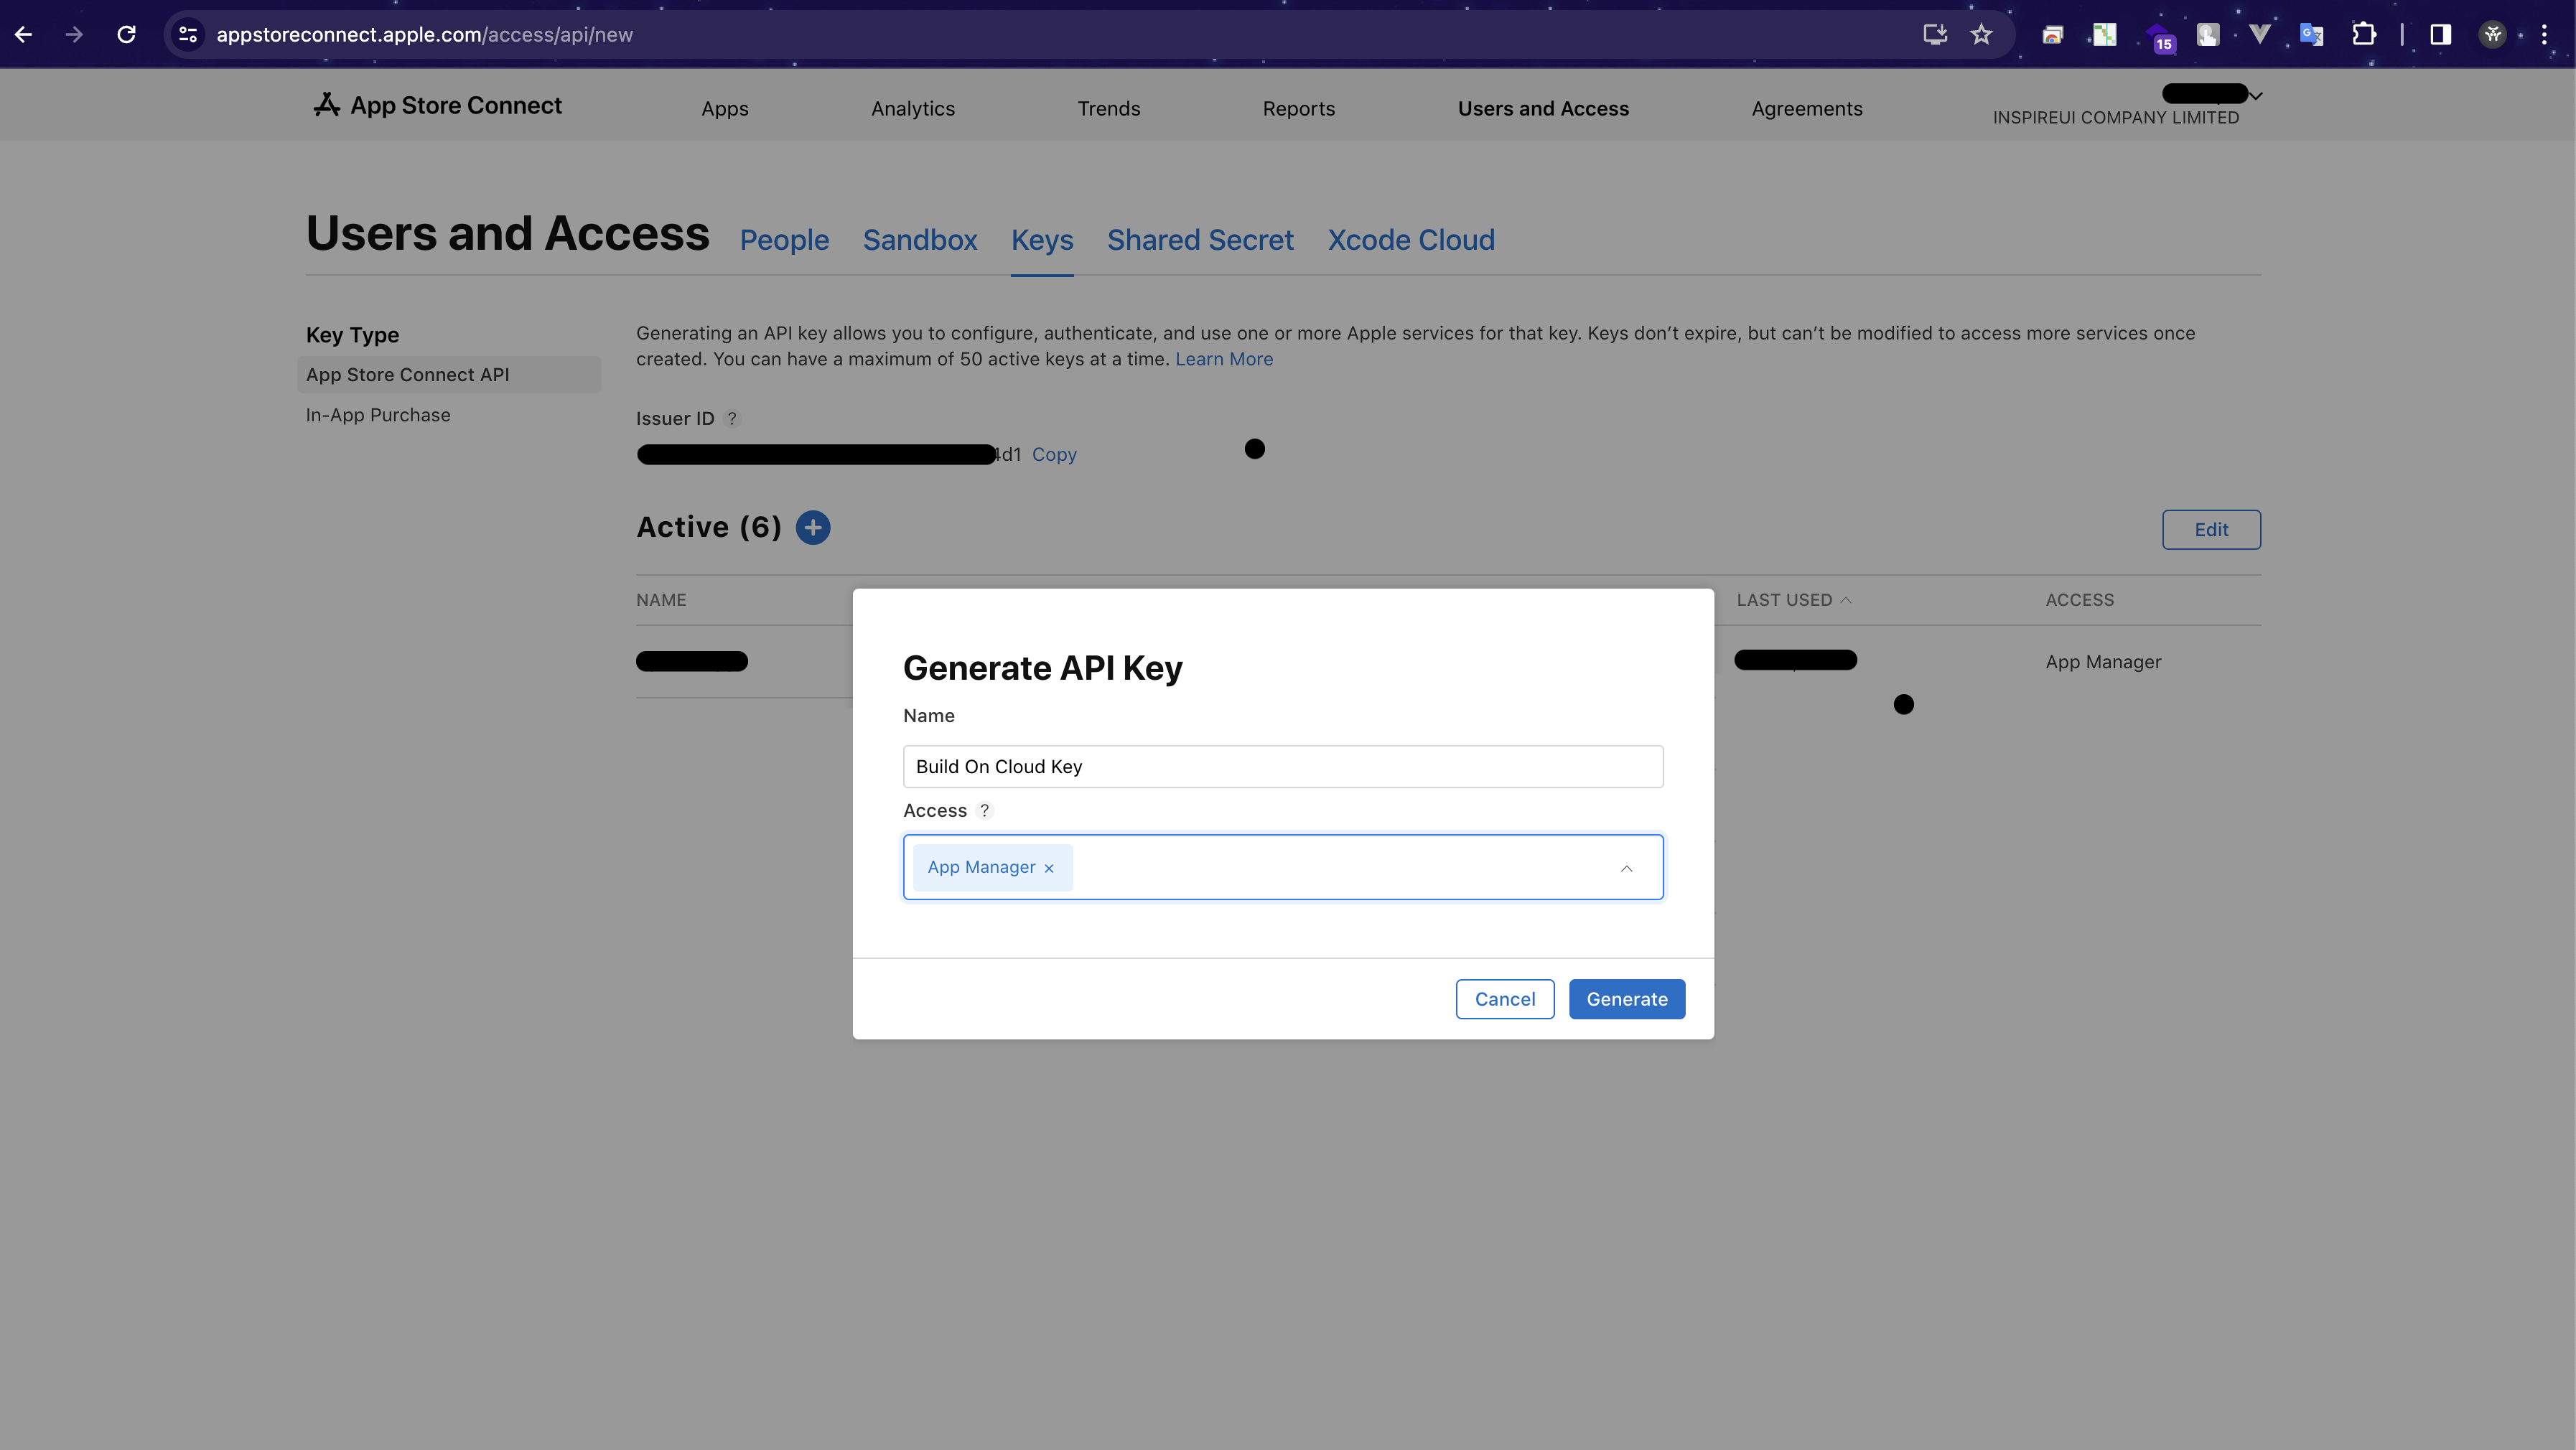 appstoreconnect.apple.com/access/api/new
15
App Store Connect
Apps
Analytics
Trends
Reports
Users and Access
Agreements
INSPIREUI COMPANY LIMITED
Users and Access
People
Sandbox
Keys
Shared Secret
Xcode Cloud
Key Type
App Store Connect API
In-App Purchase
Generating an API key allows you to configure, authenticate, and use one or more Apple services for that key. Keys don’t expire, but can’t be modified to access more services once
created. You can have a maximum of 50 active keys at a time. Learn More
Issuer ID ?
4d1 Copy
Active (6)
Edit
NAME
LAST USED
ACCESS
App Manager
Generate API Key
Name
Build On Cloud Key
Access ?
App Manager ×
Cancel
Generate